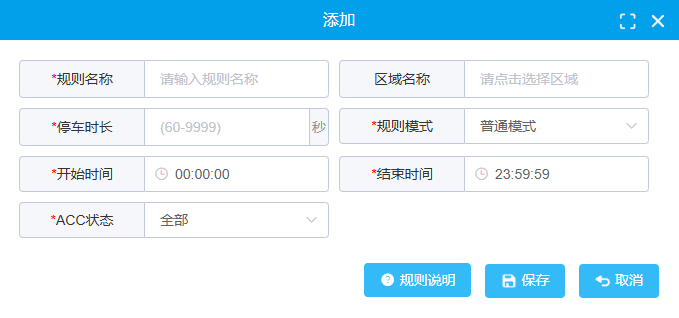 添加
*规则名称 请输入规则名称 区域名称 请点击选择区域
*停车时长 (60-9999) 秒 *规则模式 普通模式
*开始时间 00:00:00 *结束时间 23:59:59
*ACC状态 全部
规则说明 保存 取消